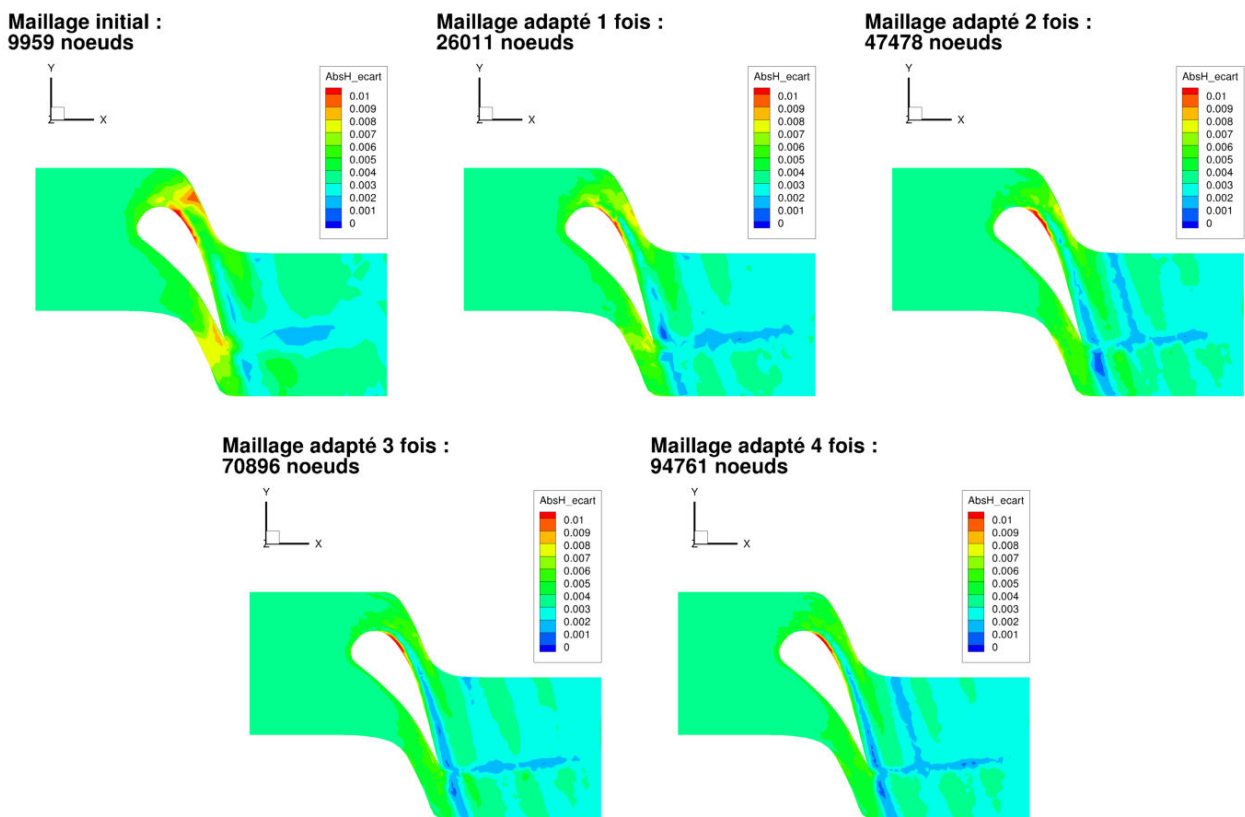 Maillage initial :
9959 noeuds
Y
Z
X
AbsH_ecart
0.01
0.009
0.008
0.007
0.006
0.005
0.004
0.003
0.002
0.001
0
Maillage adapté 1 fois :
26011 noeuds
Y
Z
X
AbsH_ecart
0.01
0.009
0.008
0.007
0.006
0.005
0.004
0.003
0.002
0.001
0
Maillage adapté 2 fois :
47478 noeuds
Y
Z
X
AbsH_ecart
0.01
0.009
0.008
0.007
0.006
0.005
0.004
0.003
0.002
0.001
0
Maillage adapté 3 fois :
70896 noeuds
Y
Z
X
AbsH_ecart
0.01
0.009
0.008
0.007
0.006
0.005
0.004
0.003
0.002
0.001
0
Maillage adapté 4 fois :
94761 noeuds
Y
Z
X
AbsH_ecart
0.01
0.009
0.008
0.007
0.006
0.005
0.004
0.003
0.002
0.001
0